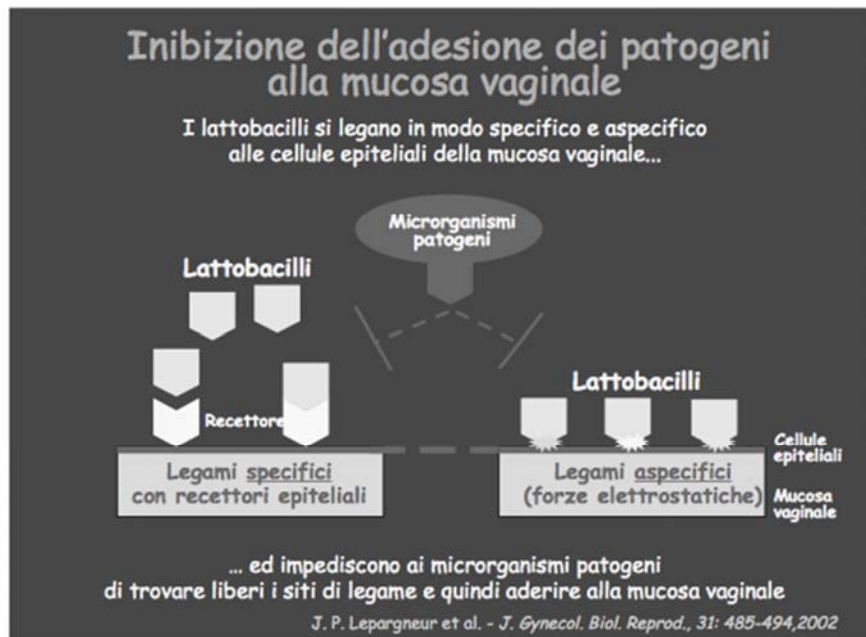 Inibizione dell'adesione dei patogeni
alla mucosa vaginale
I lattobacilli si legano in modo specifico e aspecifico
alle cellule epiteliali della mucosa vaginale...
Microrganismi
patogeni
Lattobacilli
Lattobacilli
Recettore
Cellule
epiteliali
Legami specifici
con recettori epiteliali
Legami aspecifici
(forze elettrostatiche)
Mucosa
vaginale
... ed impediscono ai microrganismi patogeni
di trovare liberi i siti di legame e quindi aderire alla mucosa vaginale
J. P. Lepargneur et al. - J. Gynecol. Biol. Reprod., 31: 485-494,2002